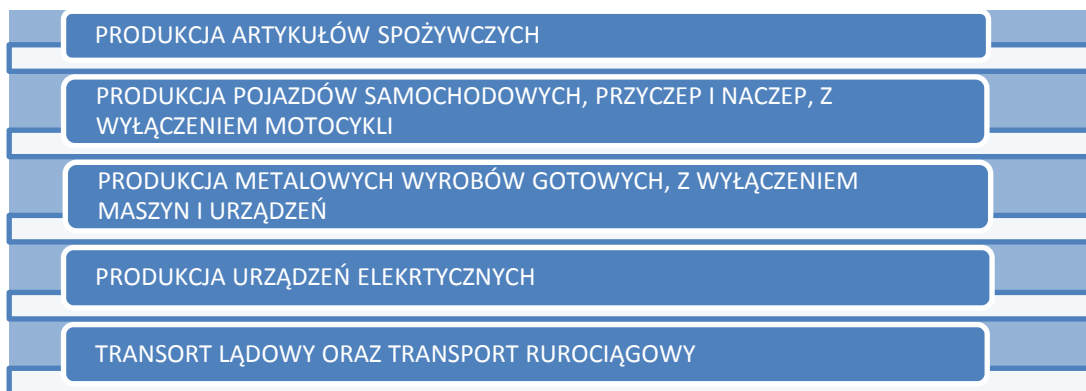 PRODUKCJA ARTYKUŁÓW SPOŻYWCZYCH
PRODUKCJA POJAZDÓW SAMOCHODOWYCH, PRZYCZEP I NACZEP, Z
WYŁĄCZENIEM MOTOCYKLI
PRODUKCJA METALOWYCH WYROBÓW GOTOWYCH, Z WYŁĄCZENIEM
MASZYN I URZĄDZEŃ
PRODUKCJA URZĄDZEŃ ELEKRTYCZNYCH
TRANSORT LĄDOWY ORAZ TRANSPORT RUROCIĄGOWY